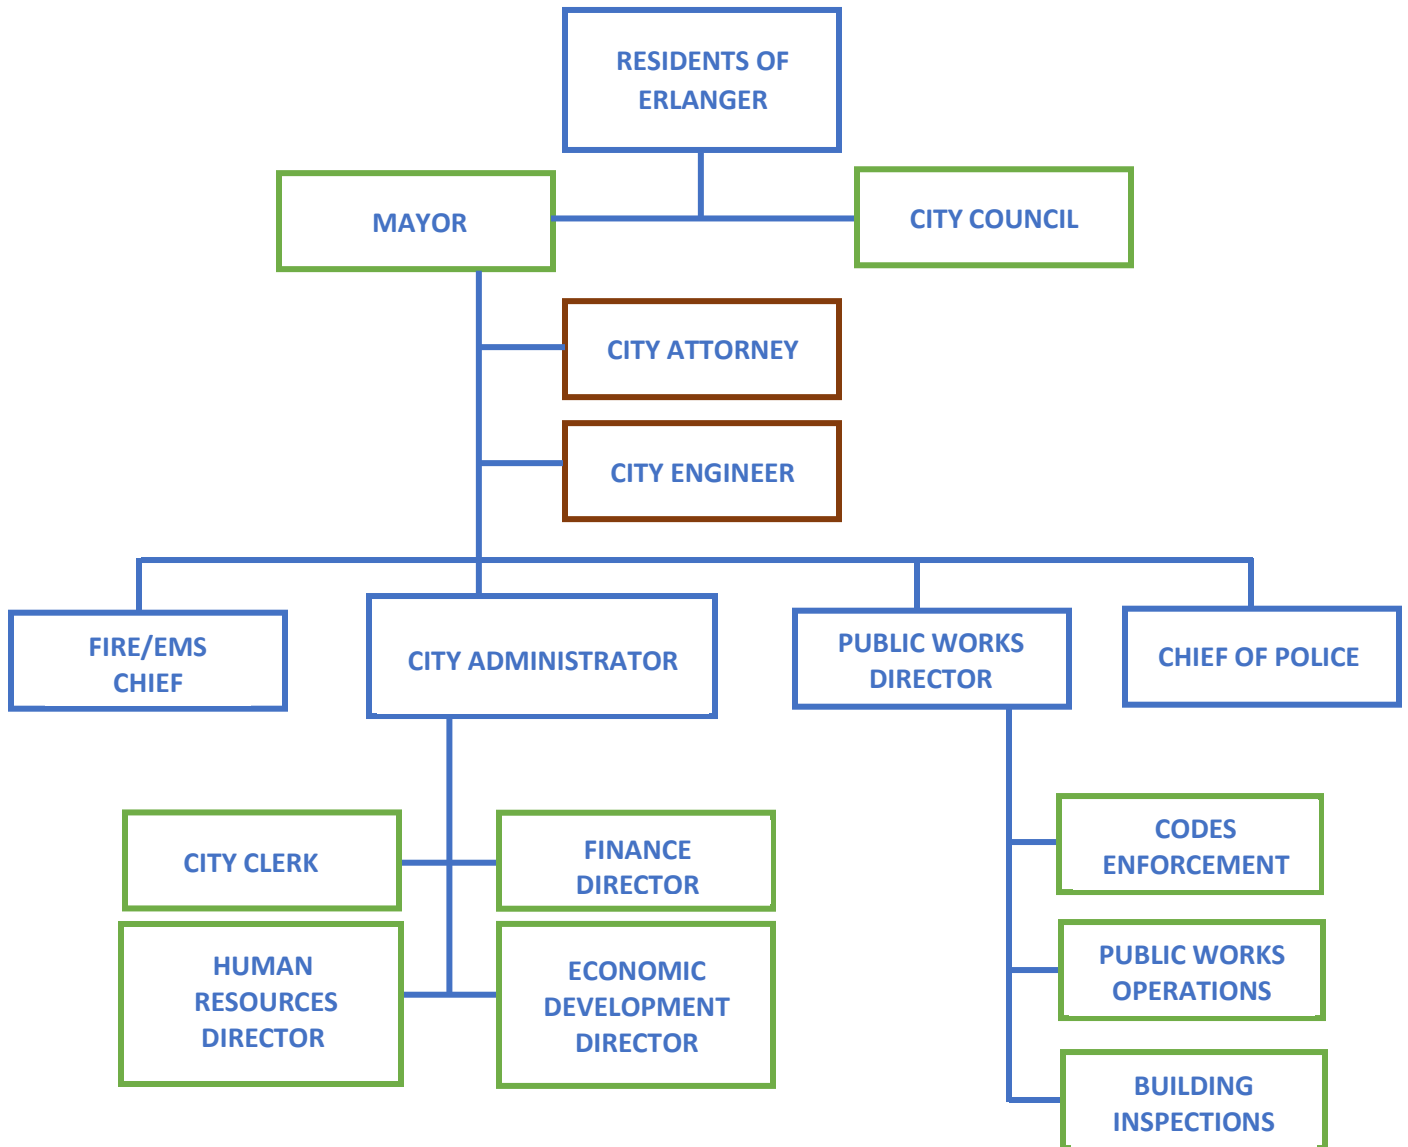 RESIDENTS OF
ERLANGER
MAYOR
CITY COUNCIL
CITY ATTORNEY
CITY ENGINEER
FIRE/EMS
CHIEF
CITY ADMINISTRATOR
PUBLIC WORKS
DIRECTOR
CHIEF OF POLICE
CITY CLERK
FINANCE
DIRECTOR
HUMAN
RESOURCES
DIRECTOR
ECONOMIC
DEVELOPMENT
DIRECTOR
CODES
ENFORCEMENT
PUBLIC WORKS
OPERATIONS
BUILDING
INSPECTIONS